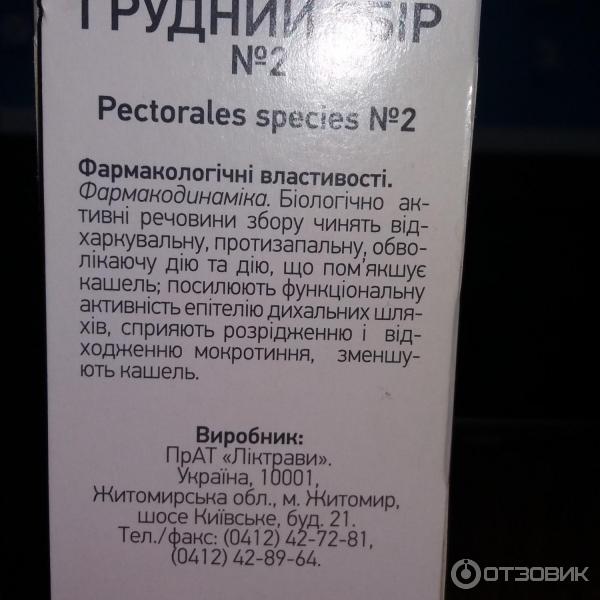 ГРУДНИЙ ЗБІР
№2
Pectorales species №2
Фармакологічні властивості.
Фармакодинаміка. Біологічно ак-
тивні речовини збору чинять від-
харкувальну, протизапальну, обво-
лікаючу дію та дію, що пом'якшує
кашель; посилюють функціональну
активність епітелію дихальних шля-
хів, сприяють розрідженню і від-
ходженню мокротиння, зменшу-
ють кашель.
Виробник:
ПрАТ «Ліктрави».
Україна, 10001,
Житомирська обл., м. Житомир,
шосе Київське, буд. 21.
Тел./факс: (0412) 42-72-81,
(0412) 42-89-64.
ОТЗОВИК